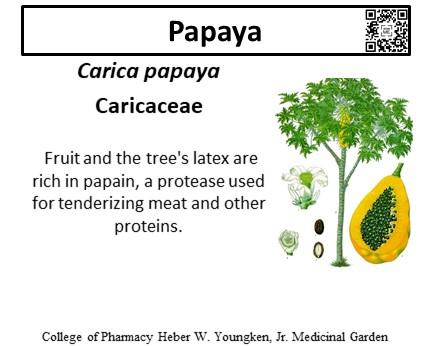 Papaya
Carica papaya
Caricaceae
Fruit and the tree's latex are
rich in papain, a protease used
for tenderizing meat and other
proteins.
College of Pharmacy Heber W. Youngken, Jr. Medicinal Garden